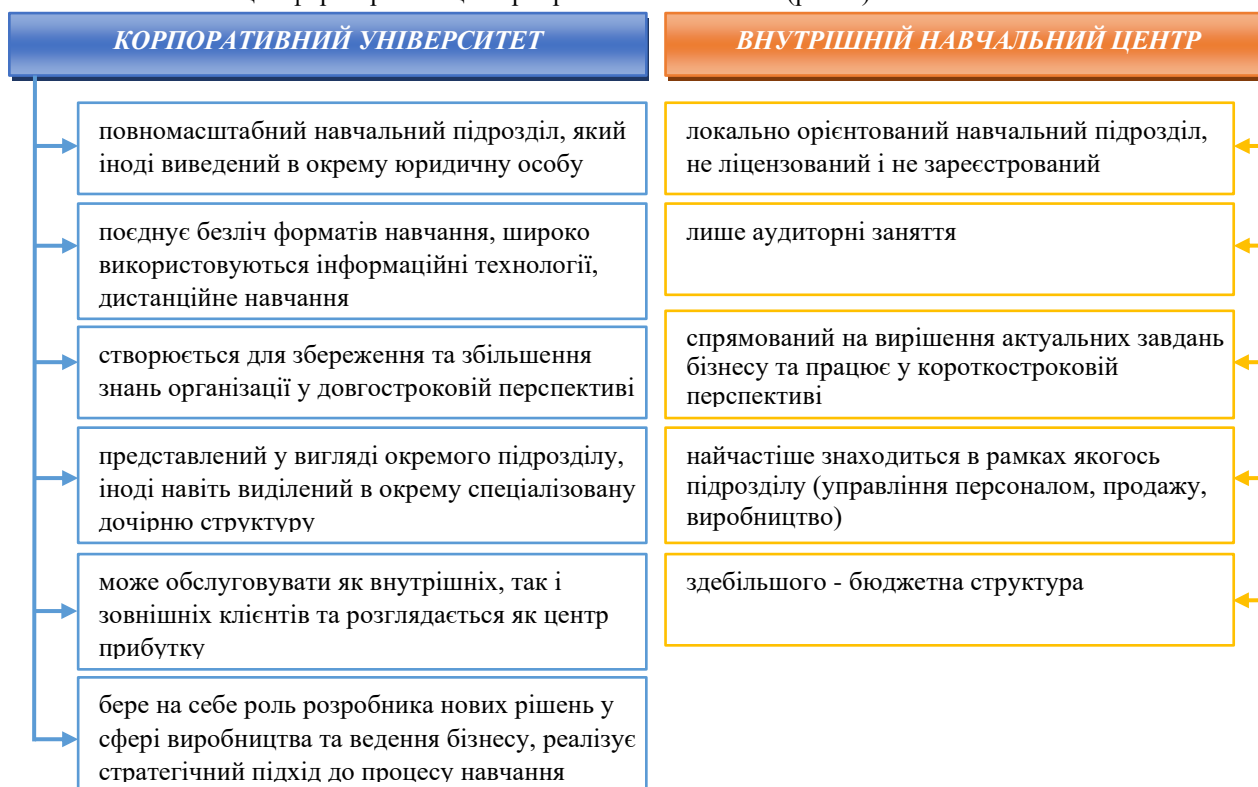 КОРПОРАТИВНИЙ УНІВЕРСИТЕТ
повномасштабний навчальний підрозділ, який
іноді виведений в окрему юридичну особу
поєднує безліч форматів навчання, широко
використовуються інформаційні технології,
дистанційне навчання
створюється для збереження та збільшення
знань організації у довгостроковій перспективі
представлений у вигляді окремого підрозділу,
іноді навіть виділений в окрему спеціалізовану
дочірню структуру
може обслуговувати як внутрішніх, так і
зовнішніх клієнтів та розглядається як центр
прибутку
бере на себе роль розробника нових рішень у
сфері виробництва та ведення бізнесу, реалізує
стратегічний підхід до процесу навчання
ВНУТРІШНІЙ НАВЧАЛЬНИЙ ЦЕНТР
локально орієнтований навчальний підрозділ,
не ліцензований і не зареєстрований
лише аудиторні заняття
спрямований на вирішення актуальних завдань
бізнесу та працює у короткостроковій
перспективі
найчастіше знаходиться в рамках якогось
підрозділу (управління персоналом, продажу,
виробництво)
здебільшого - бюджетна структура